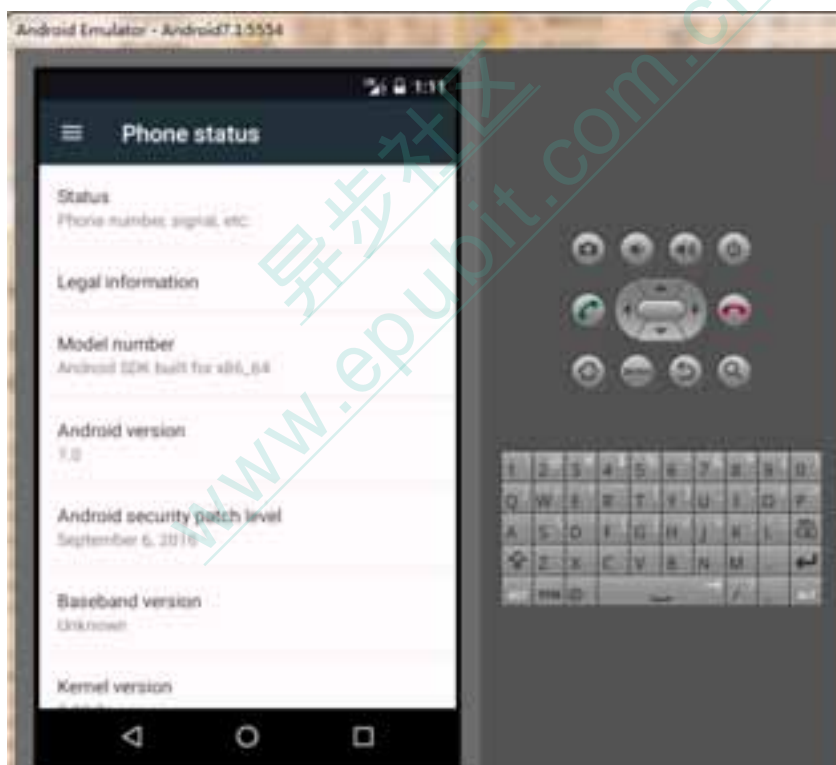 Android Emulator - Android7.1:5554
1:11
Phone status
Status
Phone number, signal, etc.
Legal information
Model number
Android SDK built for x86_64
Android version
7.0
Android security patch level
September 6, 2016
Baseband version
Unknown
Kernel version
1 2 3 4 5 6 7 8 9 0
Q W E R T Y U I O P
A S D F G H J K L
Z X C V B N M .
SYM @ / ,
异步社区
www.epubit.com.cn